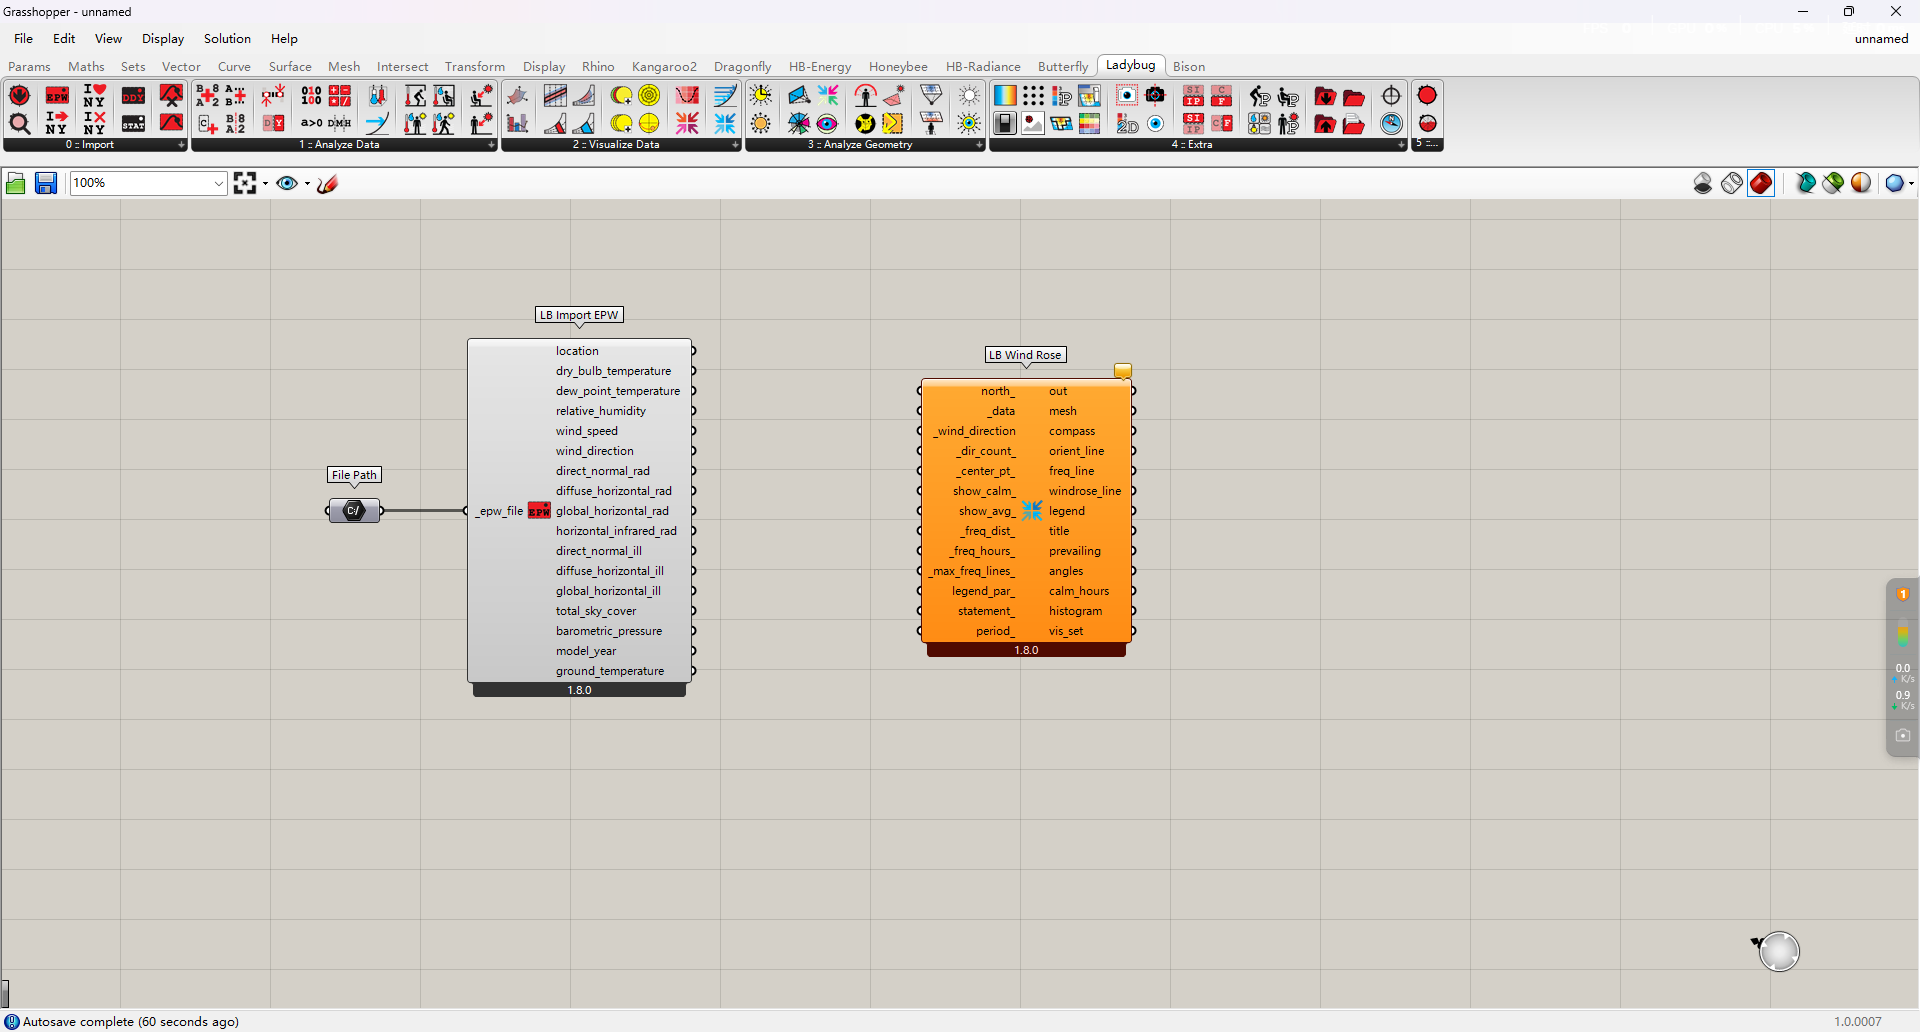 Grasshopper - unnamed
File Edit View Display Solution Help
unnamed
Params Maths Sets Vector Curve Surface Mesh Intersect Transform Display Rhino Kangaroo2 Dragonfly HB-Energy Honeybee HB-Radiance Butterfly Ladybug Bison
0 :: Import
1 :: Analyze Data
2 :: Visualize Data
3 :: Analyze Geometry
4 :: Extra
5 ::...
100%
LB Import EPW
location
dry_bulb_temperature
dew_point_temperature
relative_humidity
wind_speed
wind_direction
direct_normal_rad
diffuse_horizontal_rad
_epw_file EPW global_horizontal_rad
horizontal_infrared_rad
direct_normal_ill
diffuse_horizontal_ill
global_horizontal_ill
total_sky_cover
barometric_pressure
model_year
ground_temperature
1.8.0
File Path
C:/
LB Wind Rose
north_ out
_data mesh
_wind_direction compass
_dir_count_ orient_line
_center_pt_ freq_line
show_calm_ windrose_line
show_avg_ legend
_freq_dist_ title
_freq_hours_ prevailing
_max_freq_lines_ angles
legend_par_ calm_hours
statement_ histogram
period_ vis_set
1.8.0
1
0.0
K/s
0.9
K/s
Autosave complete (60 seconds ago)
1.0.0007